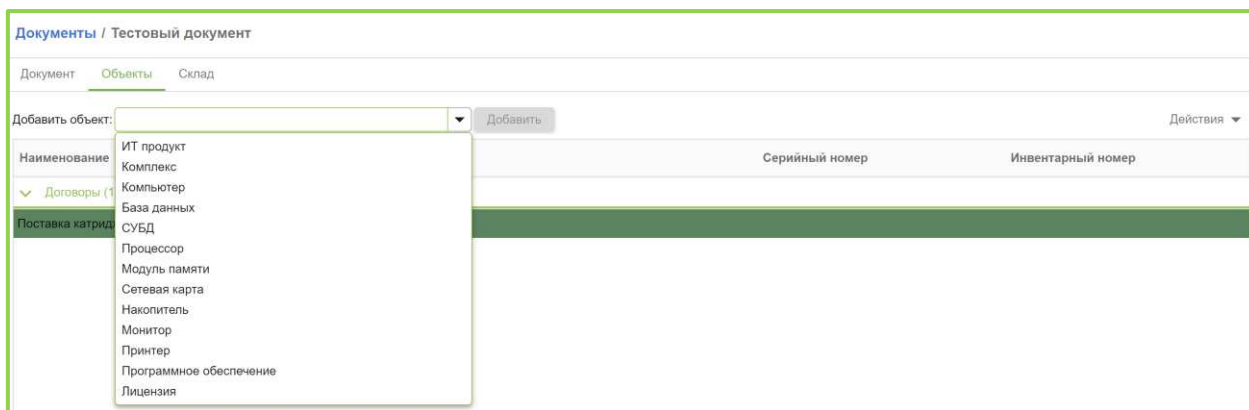 Документы / Тестовый документ
Документ Объекты Склад
Добавить объект: Добавить Действия
Наименование Серийный номер Инвентарный номер
Договоры (1
Поставка
ИТ продукт
Комплекс
Компьютер
База данных
СУБД
Процессор
Модуль памяти
Сетевая карта
Накопитель
Монитор
Принтер
Программное обеспечение
Лицензия